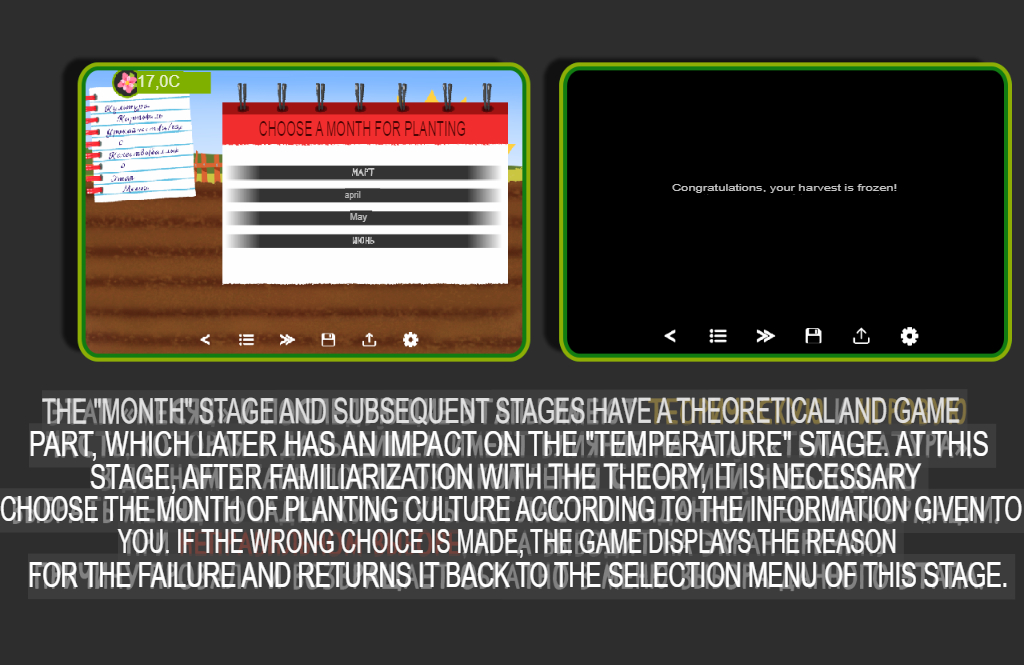 17,0C
Культура
Картофель
с
о
Этап
Месяц
CHOOSE A MONTH FOR PLANTING
МАРТ
april
May
ИЮНЬ
Congratulations, your harvest is frozen!
THE "MONTH" STAGE AND SUBSEQUENT STAGES HAVE A THEORETICAL AND GAME
PART, WHICH LATER HAS AN IMPACT ON THE "TEMPERATURE" STAGE. AT THIS
STAGE, AFTER FAMILIARIZATION WITH THE THEORY, IT IS NECESSARY
CHOOSE THE MONTH OF PLANTING CULTURE ACCORDING TO THE INFORMATION GIVEN TO
YOU. IF THE WRONG CHOICE IS MADE, THE GAME DISPLAYS THE REASON
FOR THE FAILURE AND RETURNS IT BACK TO THE SELECTION MENU OF THIS STAGE.